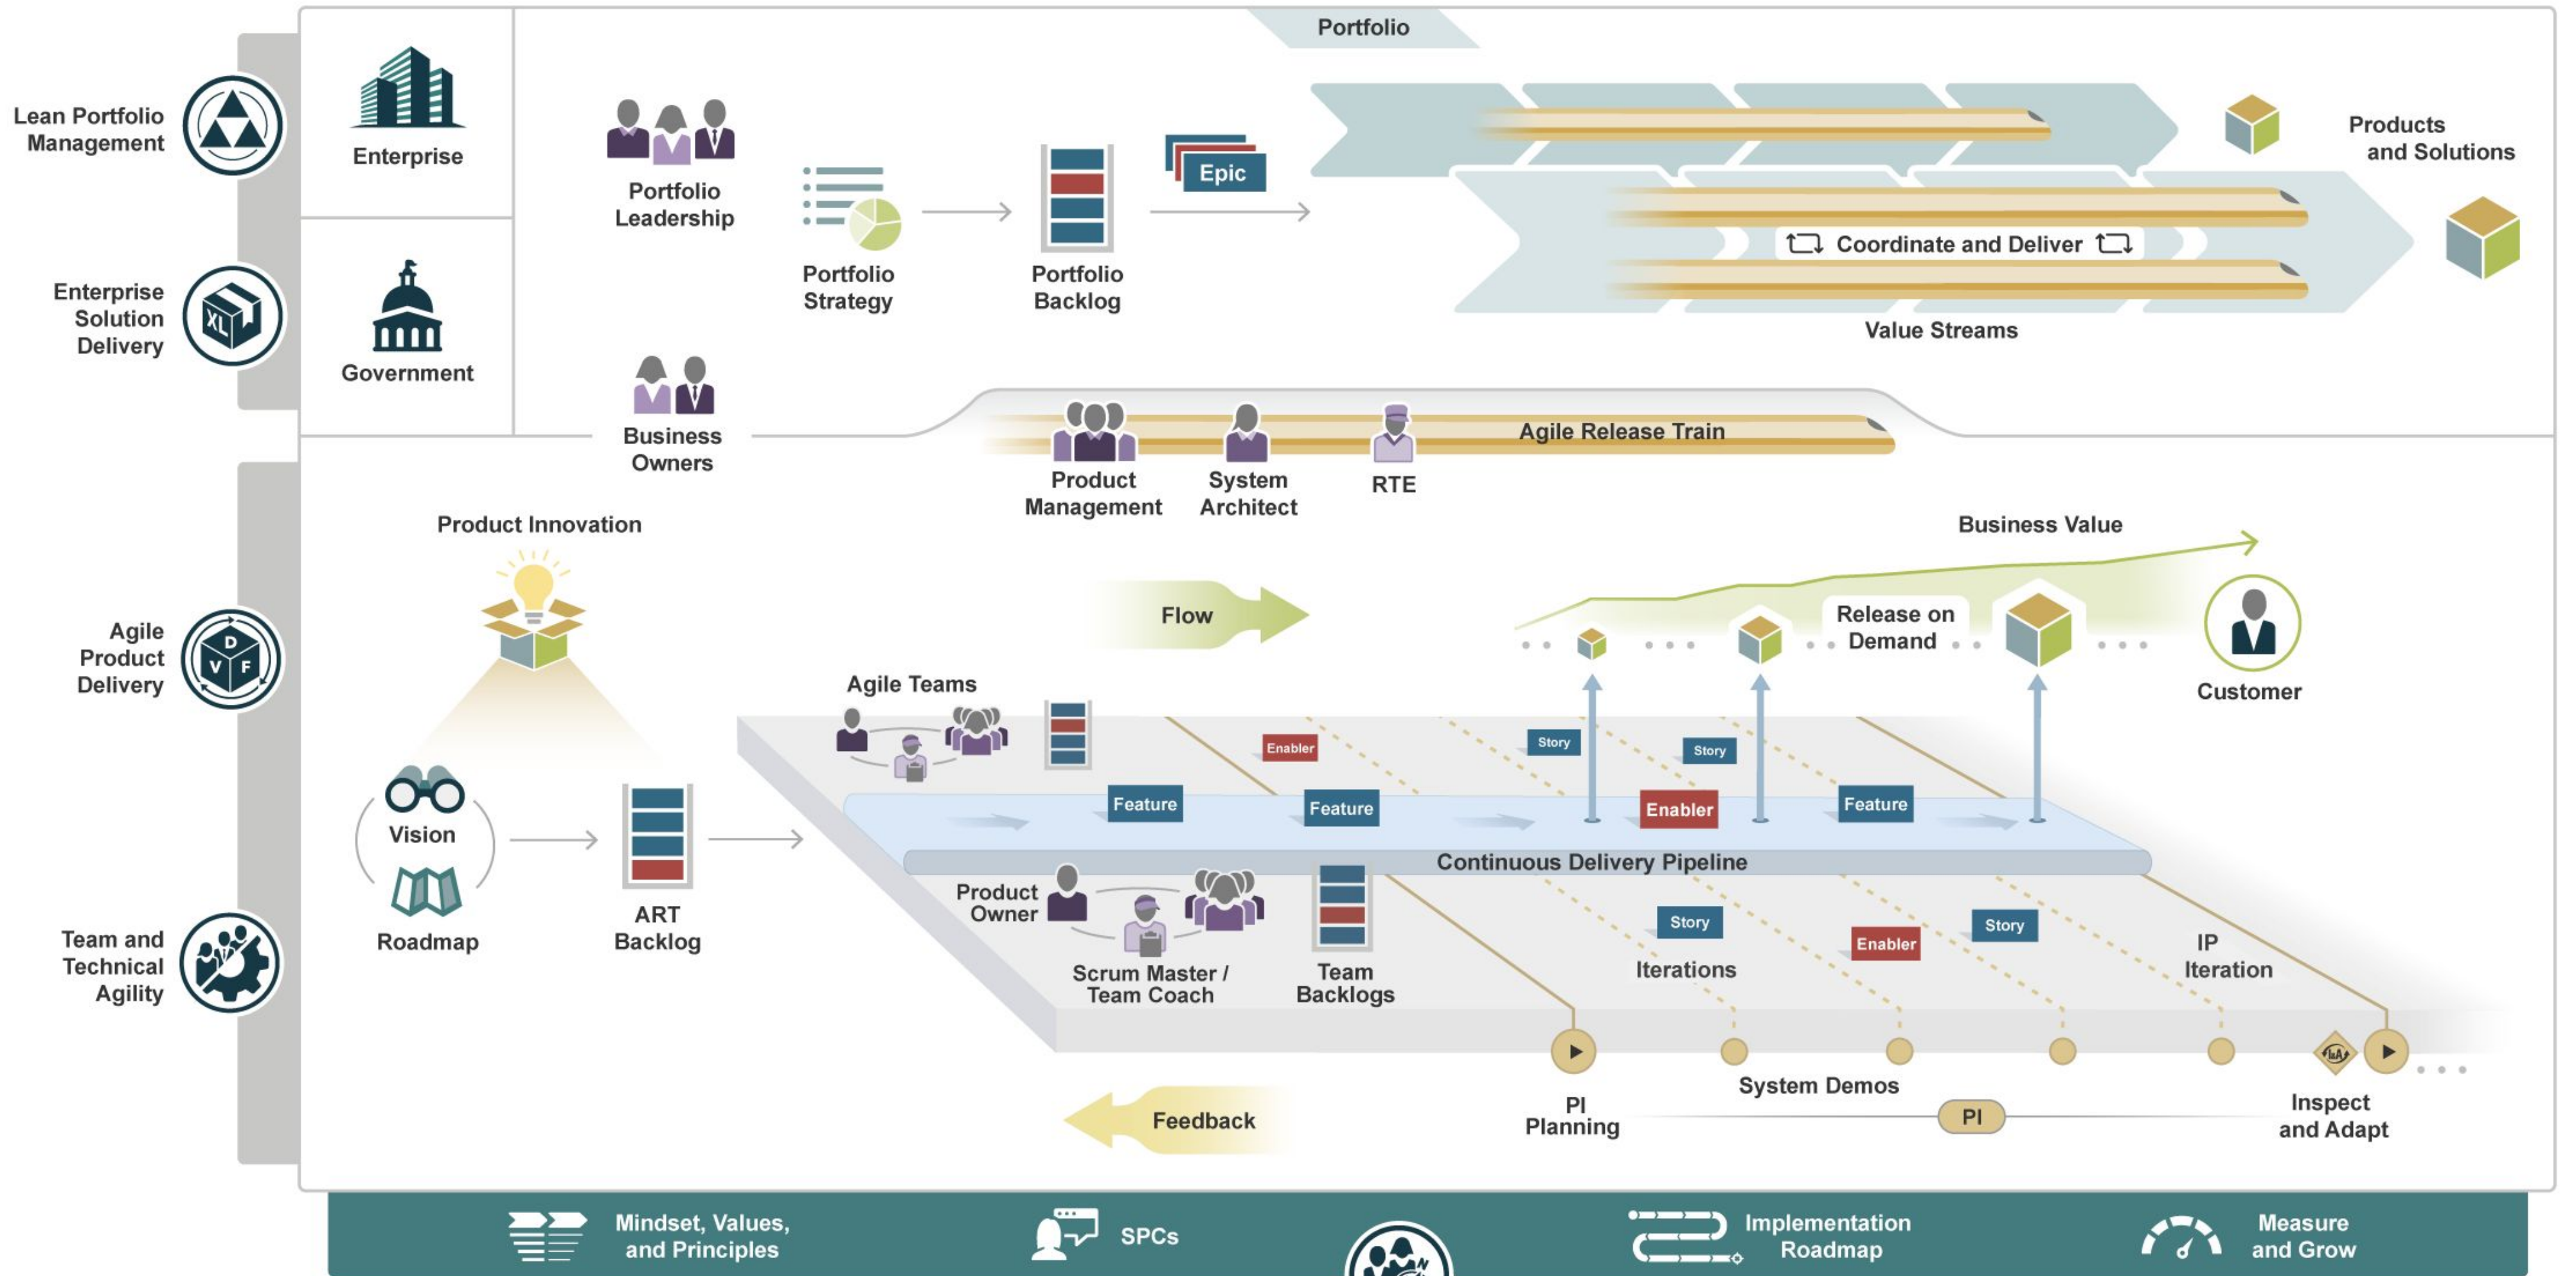 Portfolio
Lean Portfolio
Management
Enterprise
Portfolio
Leadership
Epic
Products
and Solutions
Portfolio
Strategy
Portfolio
Backlog
Coordinate and Deliver
Value Streams
Enterprise
Solution
Delivery
XL
Government
Business
Owners
Agile Release Train
Product
Management
System
Architect
RTE
Product Innovation
Business Value
Flow
Release on
Demand
Customer
Agile
Product
Delivery
D
V F
Agile Teams
Enabler
Story
Story
Feature
Feature
Enabler
Feature
Continuous Delivery Pipeline
Vision
Roadmap
ART
Backlog
Product
Owner
Scrum Master /
Team Coach
Team
Backlogs
Story
Iterations
Enabler
Story
IP
Iteration
Team and
Technical
Agility
I&A
System Demos
PI
Planning
PI
Inspect
and Adapt
Feedback
Mindset, Values,
and Principles
SPCs
N
Implementation
Roadmap
Measure
and Grow